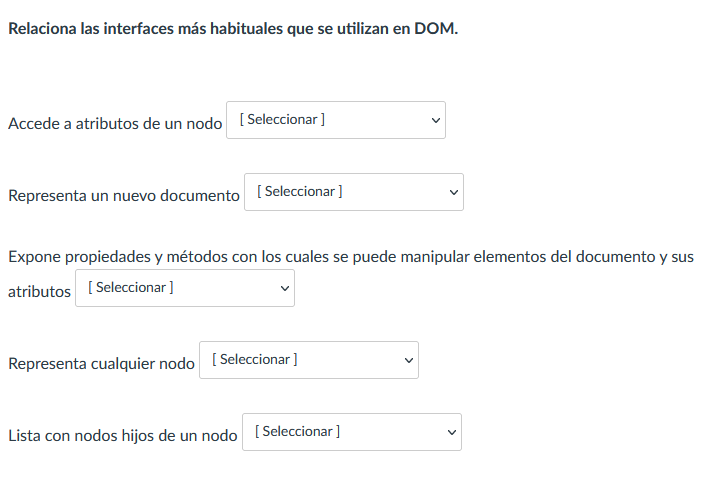 Relaciona las interfaces más habituales que se utilizan en DOM.
Accede a atributos de un nodo [ Seleccionar ]
Representa un nuevo documento [ Seleccionar ]
Expone propiedades y métodos con los cuales se puede manipular elementos del documento y sus
atributos [ Seleccionar ]
Representa cualquier nodo [ Seleccionar ]
Lista con nodos hijos de un nodo [ Seleccionar ]